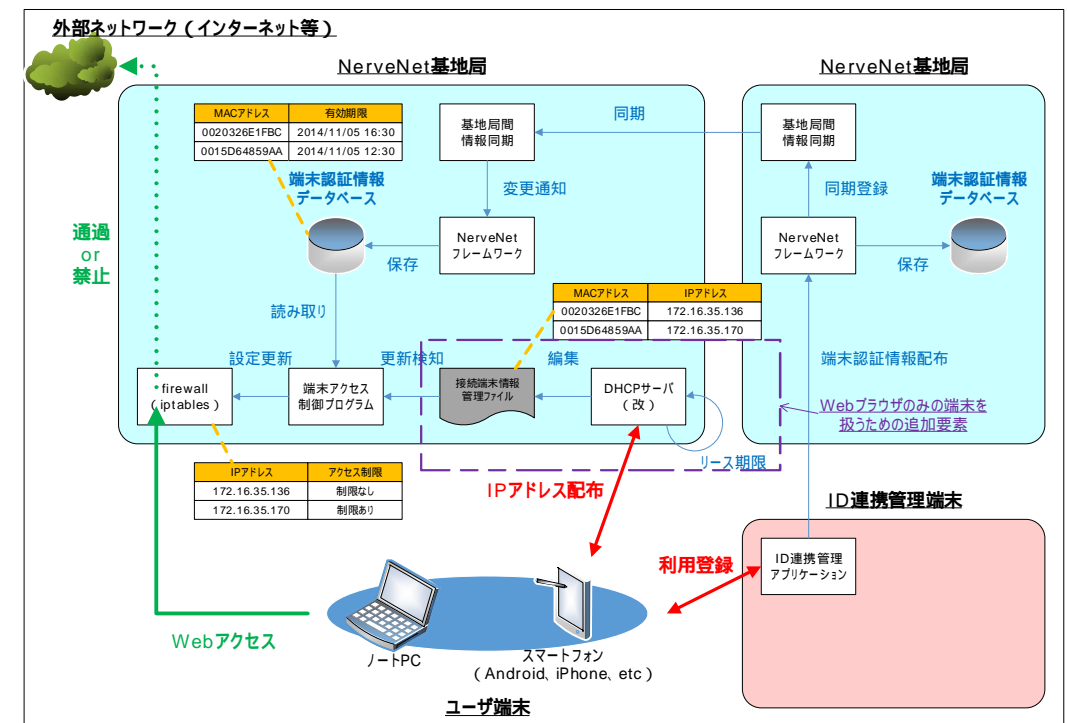 外部ネットワーク（インターネット等）
NerveNet基地局
NerveNet基地局
MACアドレス 有効期限
0020326E1FBC 2014/11/05 16:30
0015D64859AA 2014/11/05 12:30
基地局間
情報同期
同期
基地局間
情報同期
端末認証情報
データベース
変更通知
同期登録
端末認証情報
データベース
通過
or
禁止
NerveNet
フレームワーク
保存
NerveNet
フレームワーク
保存
MACアドレス IPアドレス
0020326E1FBC 172.16.35.136
0015D64859AA 172.16.35.170
読み取り
設定更新
更新検知
編集
端末認証情報配布
firewall
（iptables）
端末アクセス
制御プログラム
接続端末情報
管理ファイル
DHCPサーバ
（改）
Webブラウザのみの端末を
扱うための追加要素
リース期限
IPアドレス アクセス制限
172.16.35.136 制限なし
172.16.35.170 制限あり
IPアドレス配布
ID連携管理端末
利用登録
ID連携管理
アプリケーション
Webアクセス
ノートPC
スマートフォン
（Android、iPhone、etc）
ユーザ端末